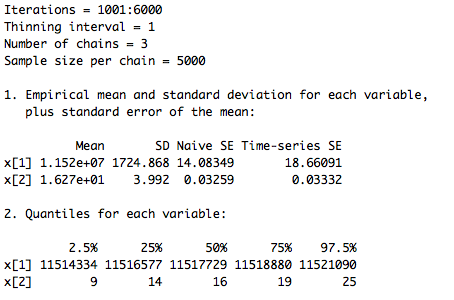 Iterations = 1001:6000
Thinning interval = 1
Number of chains = 3
Sample size per chain = 5000
1. Empirical mean and standard deviation for each variable,
plus standard error of the mean:
Mean SD Naive SE Time-series SE
x[1] 1.152e+07 1724.868 14.08349 18.66091
x[2] 1.627e+01 3.992 0.03259 0.03332
2. Quantiles for each variable:
2.5% 25% 50% 75% 97.5%
x[1] 11514334 11516577 11517729 11518880 11521090
x[2] 9 14 16 19 25